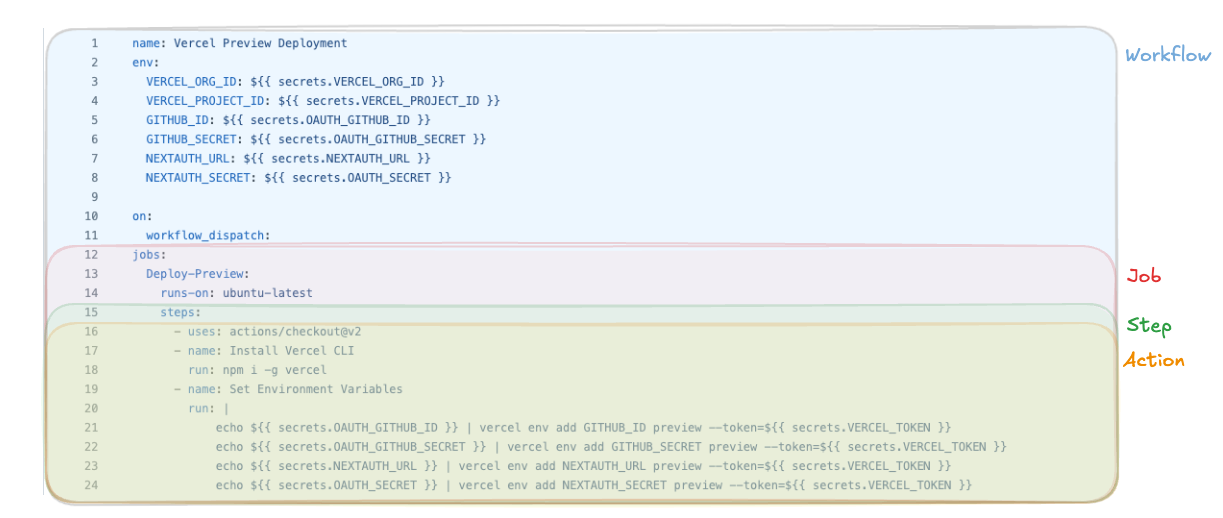 1 name: Vercel Preview Deployment
2 env:
3 VERCEL_ORG_ID: ${{ secrets.VERCEL_ORG_ID }}
4 VERCEL_PROJECT_ID: ${{ secrets.VERCEL_PROJECT_ID }}
5 GITHUB_ID: ${{ secrets.OAUTH_GITHUB_ID }}
6 GITHUB_SECRET: ${{ secrets.OAUTH_GITHUB_SECRET }}
7 NEXTAUTH_URL: ${{ secrets.NEXTAUTH_URL }}
8 NEXTAUTH_SECRET: ${{ secrets.OAUTH_SECRET }}
9
10 on:
11 workflow_dispatch:
12 jobs:
13 Deploy-Preview:
14 runs-on: ubuntu-latest
15 steps:
16 - uses: actions/checkout@v2
17 - name: Install Vercel CLI
18 run: npm i -g vercel
19 - name: Set Environment Variables
20 run: |
21 echo ${{ secrets.OAUTH_GITHUB_ID }} | vercel env add GITHUB_ID preview --token=${{ secrets.VERCEL_TOKEN }}
22 echo ${{ secrets.OAUTH_GITHUB_SECRET }} | vercel env add GITHUB_SECRET preview --token=${{ secrets.VERCEL_TOKEN }}
23 echo ${{ secrets.NEXTAUTH_URL }} | vercel env add NEXTAUTH_URL preview --token=${{ secrets.VERCEL_TOKEN }}
24 echo ${{ secrets.OAUTH_SECRET }} | vercel env add NEXTAUTH_SECRET preview --token=${{ secrets.VERCEL_TOKEN }}
Workflow
Job
Step
Action